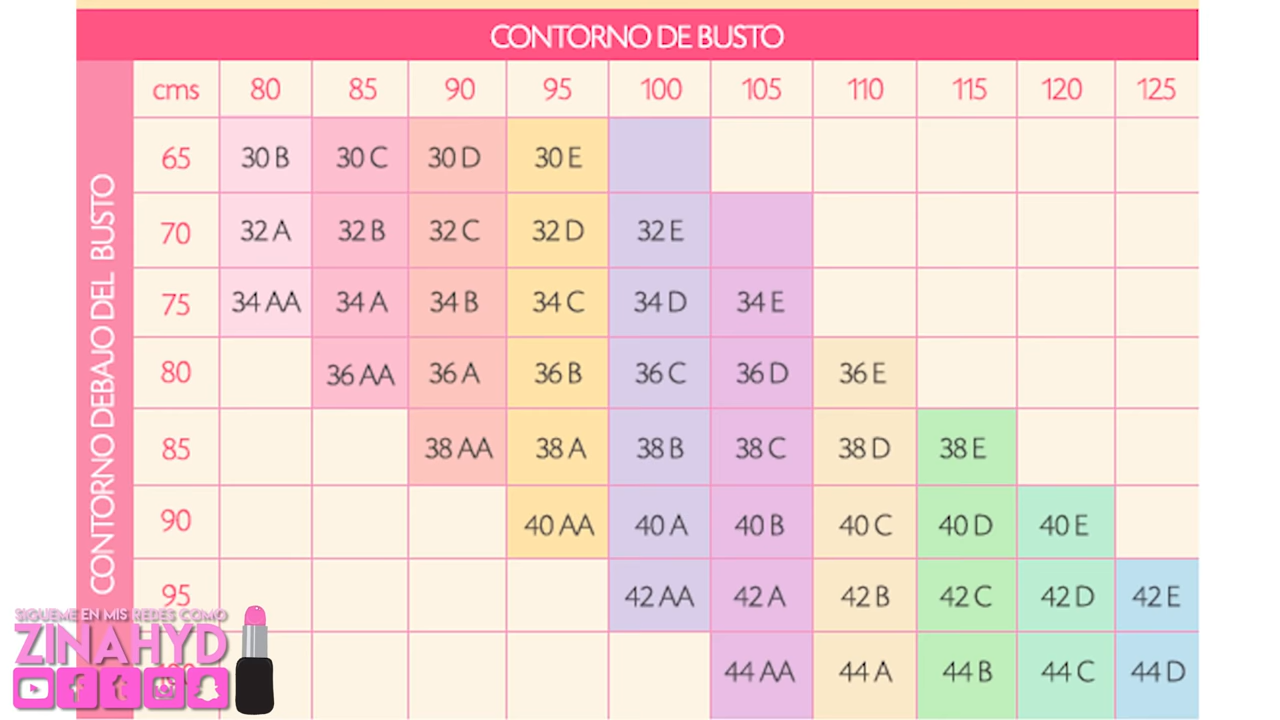 CONTORNO DE BUSTO
CONTORNO DEBAJO DEL BUSTO
cms 80 85 90 95 100 105 110 115 120 125
65 30 B 30 C 30 D 30 E
70 32 A 32 B 32 C 32 D 32 E
75 34 AA 34 A 34 B 34 C 34 D 34 E
80 36 AA 36 A 36 B 36 C 36 D 36 E
85 38 AA 38 A 38 B 38 C 38 D 38 E
90 40 AA 40 A 40 B 40 C 40 D 40 E
95 42 AA 42 A 42 B 42 C 42 D 42 E
44 AA 44 A 44 B 44 C 44 D
SIGUEME EN MIS REDES COMO
ZINAHYD